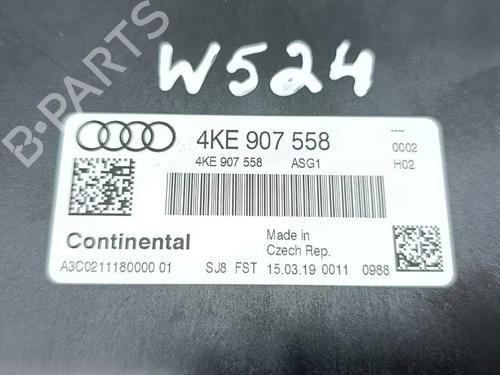 W524
B-PARTS
4KE 907 558
0002
4KE 907 558 ASG1 H02
Continental
Made in
Czech Rep.
A3C0211180000 01 SJ8 FST 15.03.19 0011 0988